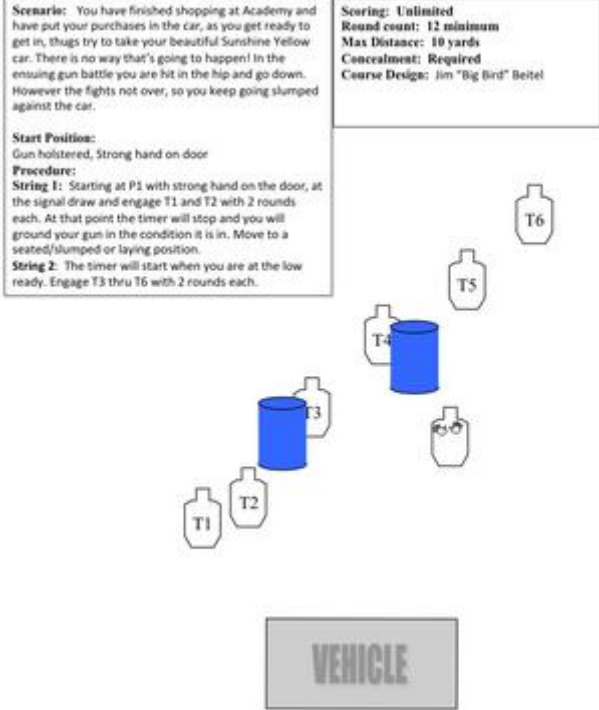 Scenario: You have finished shopping at Academy and
have put your purchases in the car, as you get ready to
get in, thugs try to take your beautiful Sunshine Yellow
car. There is no way that's going to happen! In the
ensuing gun battle you are hit in the hip and go down.
However the fights not over, so you keep going slumped
against the car.
Start Position:
Gun holstered, Strong hand on door
Procedure:
String 1: Starting at P1 with strong hand on the door, at
the signal draw and engage T1 and T2 with 2 rounds
each. At that point the timer will stop and you will
ground your gun in the condition it is in. Move to a
seated/slumped or laying position.
String 2: The timer will start when you are at the low
ready. Engage T3 thru T6 with 2 rounds each.
Scoring: Unlimited
Round count: 12 minimum
Max Distance: 10 yards
Concealment: Required
Course Design: Jim "Big Bird" Beitel
T6
T5
T4
T3
T2
T1
VEHICLE